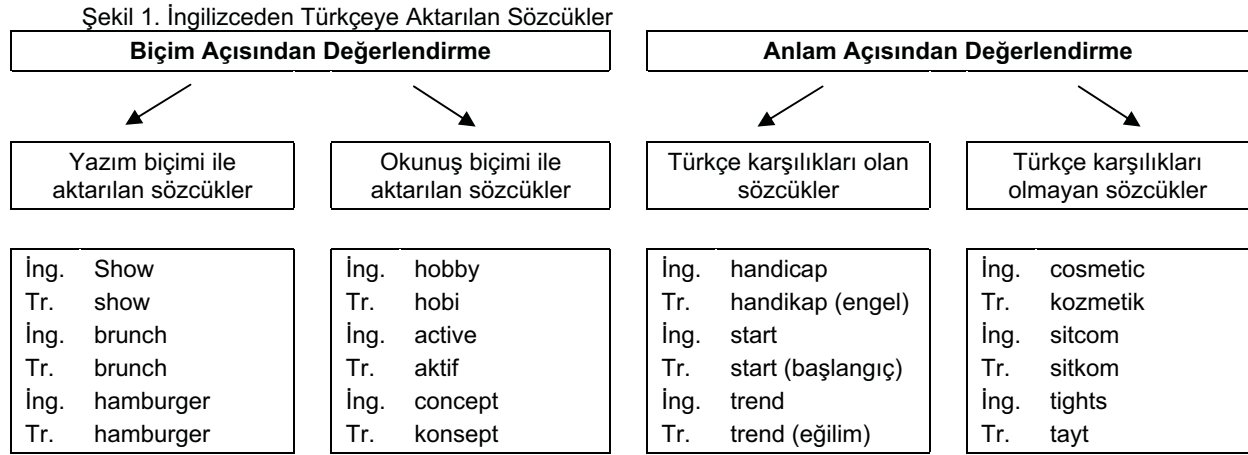 Şekil 1. İngilizceden Türkçeye Aktarılan Sözcükler
Biçim Açısından Değerlendirme
Yazım biçimi ile
aktarılan sözcükler
Okunuş biçimi ile
aktarılan sözcükler
İng. Show
Tr. show
İng. brunch
Tr. brunch
İng. hamburger
Tr. hamburger
İng. hobby
Tr. hobi
İng. active
Tr. aktif
İng. concept
Tr. konsept
Anlam Açısından Değerlendirme
Türkçe karşılıkları olan
sözcükler
Türkçe karşılıkları
olmayan sözcükler
İng. handicap
Tr. handikap (engel)
İng. start
Tr. start (başlangıç)
İng. trend
Tr. trend (eğilim)
İng. cosmetic
Tr. kozmetik
İng. sitcom
Tr. sitkom
İng. tights
Tr. tayt